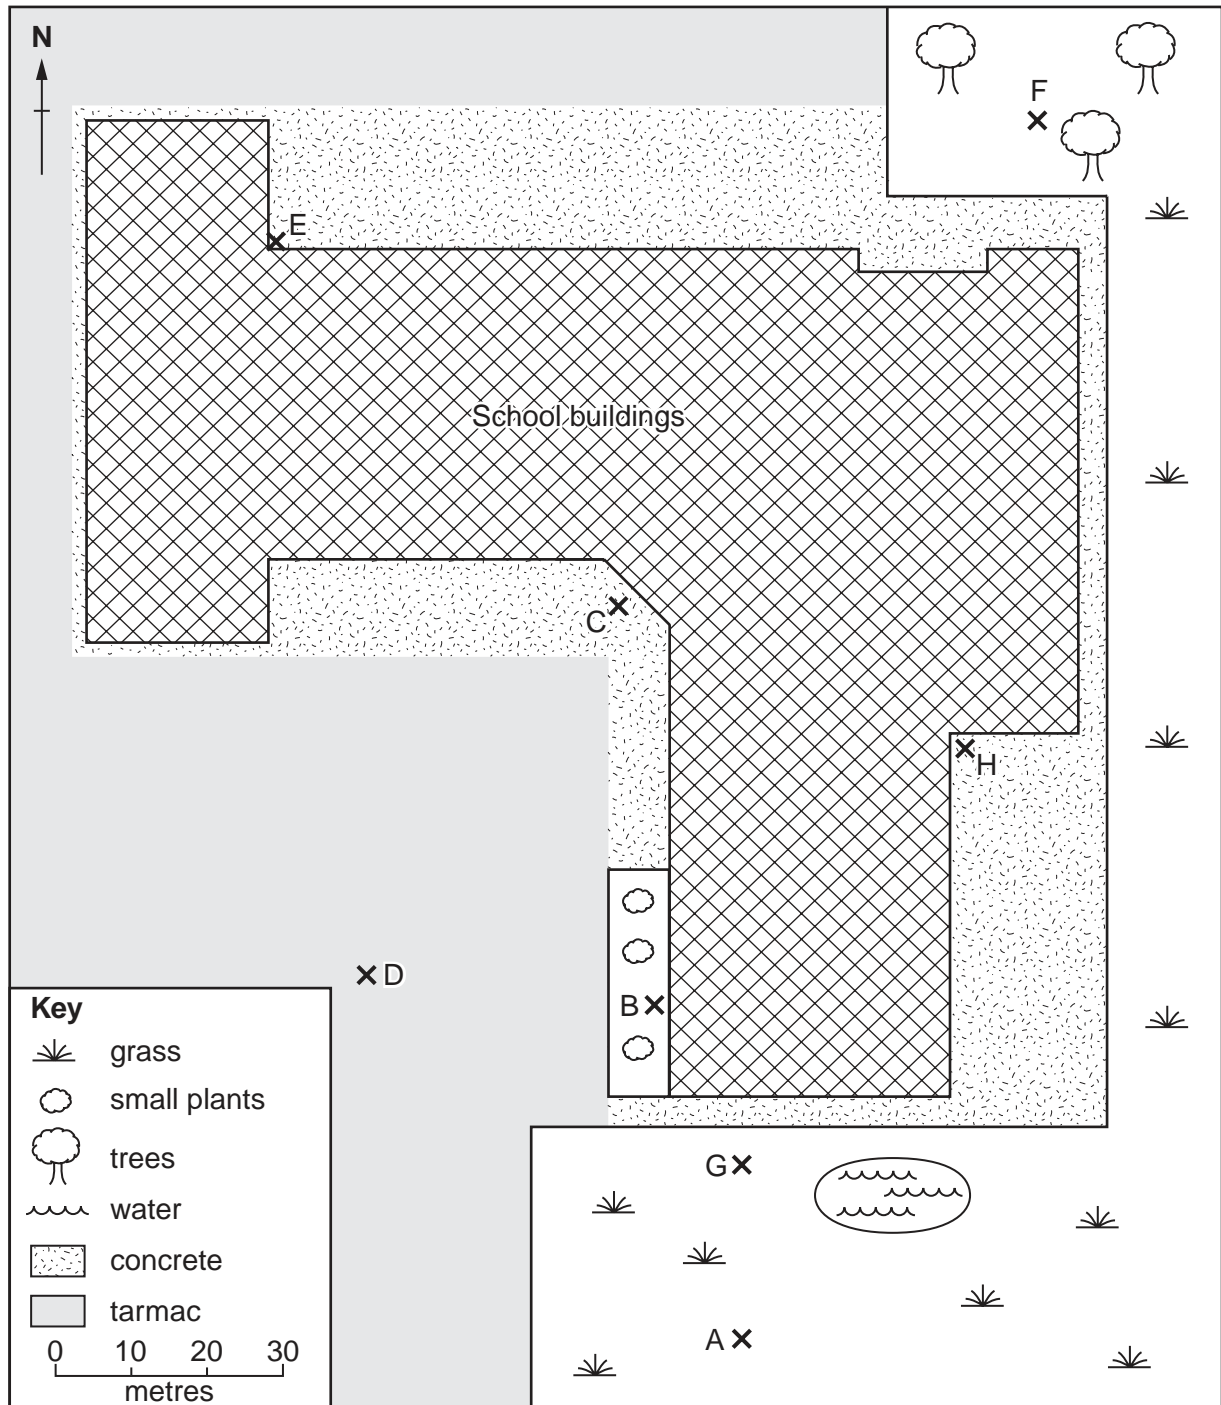 N
F
E
School buildings
C
H
D
B
Key
grass
small plants
trees
water
concrete
tarmac
0 10 20 30
metres
G
A